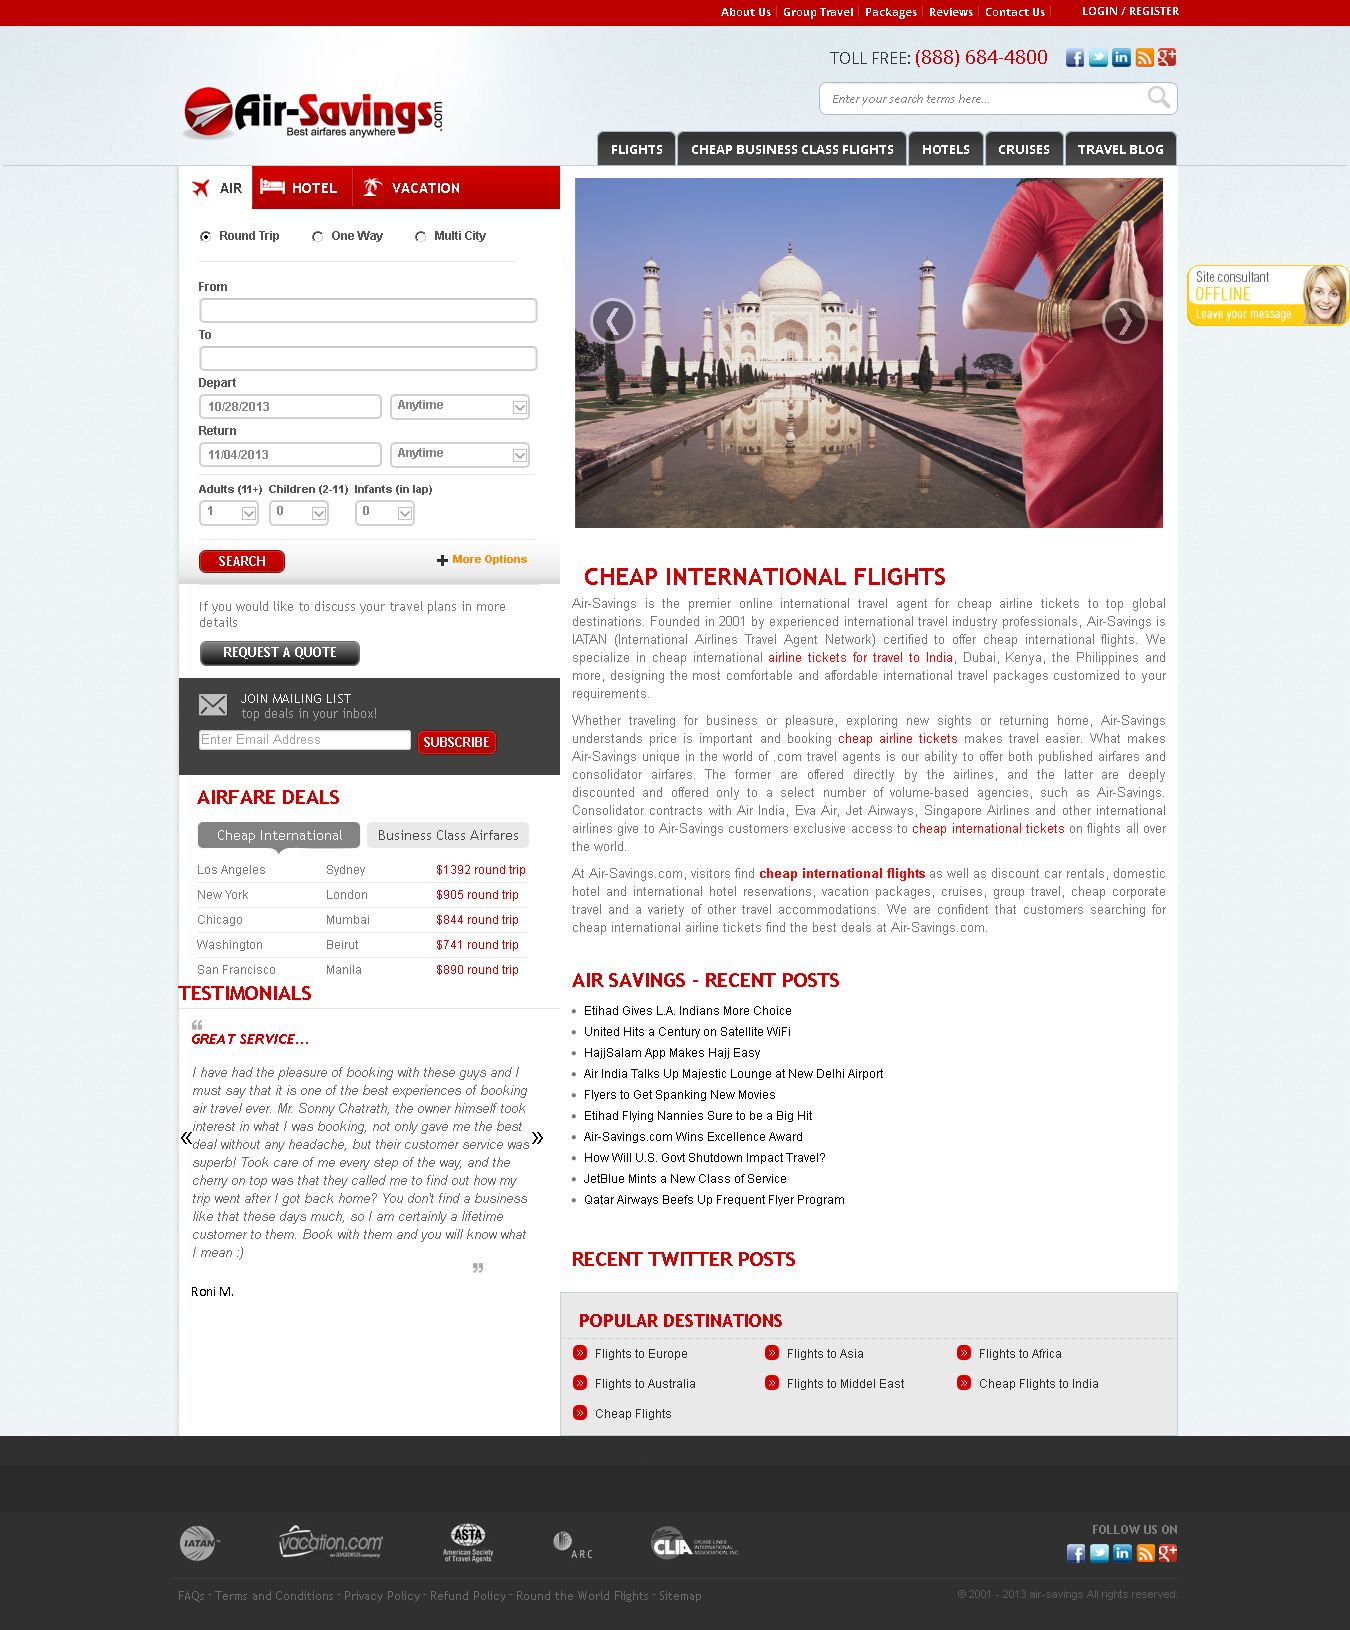 About Us Group Travel Packages Reviews Contact Us LOGIN / REGISTER
TOLL FREE: (888) 684-4800
Enter your search terms here...
Air-Savings.com
Best airfares anywhere
FLIGHTS CHEAP BUSINESS CLASS FLIGHTS HOTELS CRUISES TRAVEL BLOG
AIR HOTEL VACATION
Round Trip One Way Multi City
From
To
Depart
10/28/2013 Anytime
Return
11/04/2013 Anytime
Adults (11+) Children (2-11) Infants (in lap)
1 0 0
SEARCH More Options
If you would like to discuss your travel plans in more
details
REQUEST A QUOTE
JOIN MAILING LIST
top deals in your inbox!
Enter Email Address SUBSCRIBE
AIRFARE DEALS
Cheap International Business Class Airfares
Los Angeles Sydney $1392 round trip
New York London $905 round trip
Chicago Mumbai $844 round trip
Washington Beirut $741 round trip
San Francisco Manila $890 round trip
TESTIMONIALS
“
GREAT SERVICE...
I have had the pleasure of booking with these guys and I
must say that it is one of the best experiences of booking
air travel ever. Mr. Sonny Chatrath, the owner himself took
interest in what I was booking, not only gave me the best
deal without any headache, but their customer service was
superb! Took care of me every step of the way, and the
cherry on top was that they called me to find out how my
trip went after I got back home? You don't find a business
like that these days much, so I am certainly a lifetime
customer to them. Book with them and you will know what
I mean :)
”
Roni M.
Site consultant
OFFLINE
Leave your message
CHEAP INTERNATIONAL FLIGHTS
Air-Savings is the premier online international travel agent for cheap airline tickets to top global
destinations. Founded in 2001 by experienced international travel industry professionals, Air-Savings is
IATAN (International Airlines Travel Agent Network) certified to offer cheap international flights. We
specialize in cheap international airline tickets for travel to India, Dubai, Kenya, the Philippines and
more, designing the most comfortable and affordable international travel packages customized to your
requirements.
Whether traveling for business or pleasure, exploring new sights or returning home, Air-Savings
understands price is important and booking cheap airline tickets makes travel easier. What makes
Air-Savings unique in the world of .com travel agents is our ability to offer both published airfares and
consolidator airfares. The former are offered directly by the airlines, and the latter are deeply
discounted and offered only to a select number of volume-based agencies, such as Air-Savings.
Consolidator contracts with Air India, Eva Air, Jet Airways, Singapore Airlines and other international
airlines give to Air-Savings customers exclusive access to cheap international tickets on flights all over
the world.
At Air-Savings.com, visitors find cheap international flights as well as discount car rentals, domestic
hotel and international hotel reservations, vacation packages, cruises, group travel, cheap corporate
travel and a variety of other travel accommodations. We are confident that customers searching for
cheap international airline tickets find the best deals at Air-Savings.com.
AIR SAVINGS - RECENT POSTS
Etihad Gives L.A. Indians More Choice
United Hits a Century on Satellite WiFi
HajjSalam App Makes Hajj Easy
Air India Talks Up Majestic Lounge at New Delhi Airport
Flyers to Get Spanking New Movies
Etihad Flying Nannies Sure to be a Big Hit
Air-Savings.com Wins Excellence Award
How Will U.S. Govt Shutdown Impact Travel?
JetBlue Mints a New Class of Service
Qatar Airways Beefs Up Frequent Flyer Program
RECENT TWITTER POSTS
POPULAR DESTINATIONS
Flights to Europe Flights to Asia Flights to Africa
Flights to Australia Flights to Middel East Cheap Flights to India
Cheap Flights
IATAN
vacation.com
an AMADEUS company
ASTA
American Society
of Travel Agents
ARC
CLIA
CRUISE LINES
INTERNATIONAL
ASSOCIATION, INC.
FOLLOW US ON
FAQs - Terms and Conditions - Privacy Policy - Refund Policy - Round the World Flights - Sitemap
© 2001 - 2013 air-savings All rights reserved.